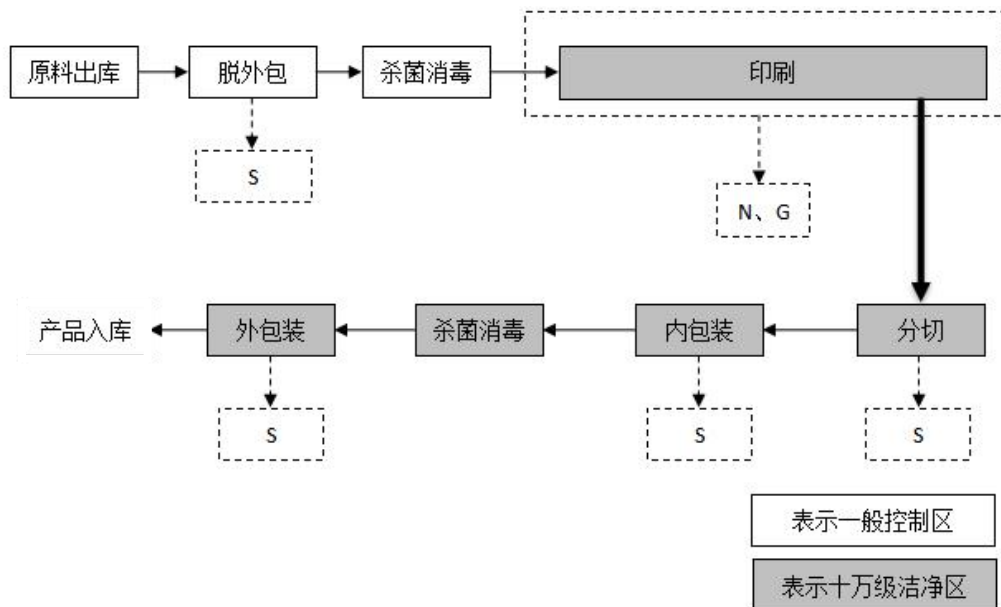 原料出库
脱外包
杀菌消毒
印刷
S
N、G
产品入库
外包装
杀菌消毒
内包装
分切
S
S
S
表示一般控制区
表示十万级洁净区